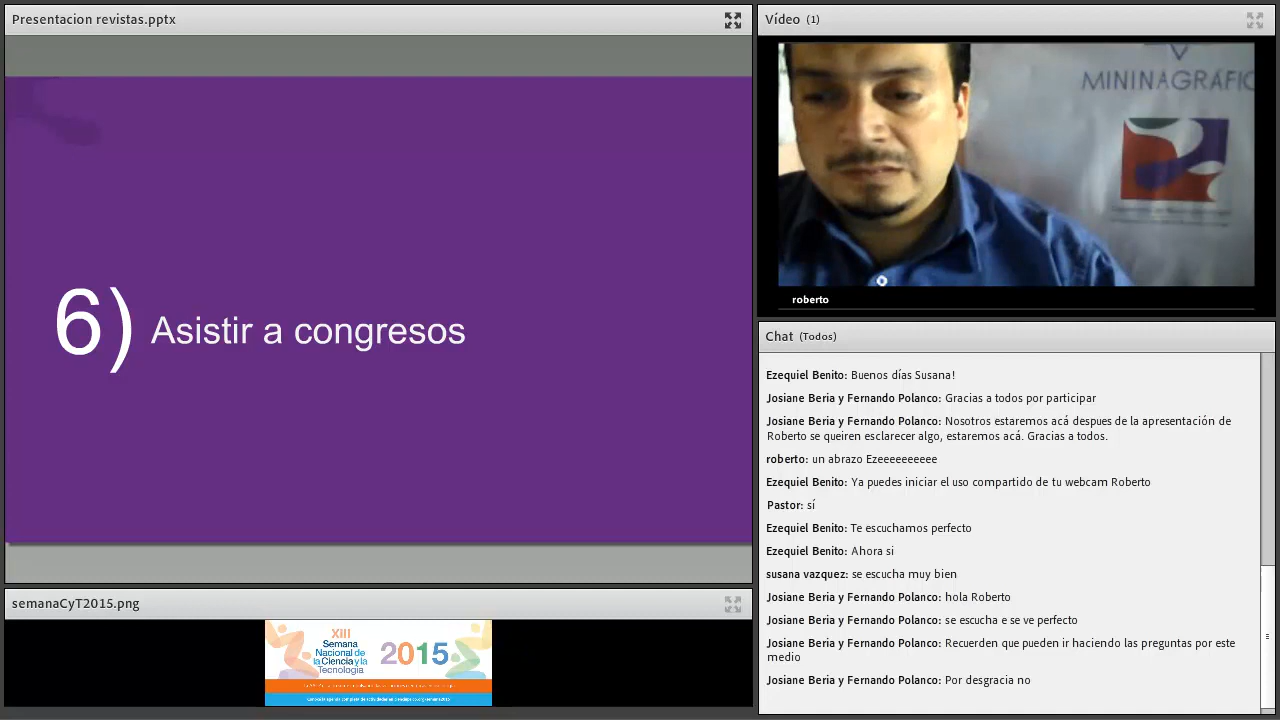 Presentacion revistas.pptx
6) Asistir a congresos
semanaCyT2015.png
XIII
Semana
Nacional de
la Ciencia y la
Tecnología
2015
Vídeo (1)
MININAGRÁFIC
roberto
Chat (Todos)
Ezequiel Benito: Buenos días Susana!
Josiane Beria y Fernando Polanco: Gracias a todos por participar
Josiane Beria y Fernando Polanco: Nosotros estaremos acá despues de la apresentación de
Roberto se queiren esclarecer algo, estaremos acá. Gracias a todos.
roberto: un abrazo Ezeeeeeeeeee
Ezequiel Benito: Ya puedes iniciar el uso compartido de tu webcam Roberto
Pastor: sí
Ezequiel Benito: Te escuchamos perfecto
Ezequiel Benito: Ahora si
susana vazquez: se escucha muy bien
Josiane Beria y Fernando Polanco: hola Roberto
Josiane Beria y Fernando Polanco: se escucha e se ve perfecto
Josiane Beria y Fernando Polanco: Recuerden que pueden ir haciendo las preguntas por este
medio
Josiane Beria y Fernando Polanco: Por desgracia no